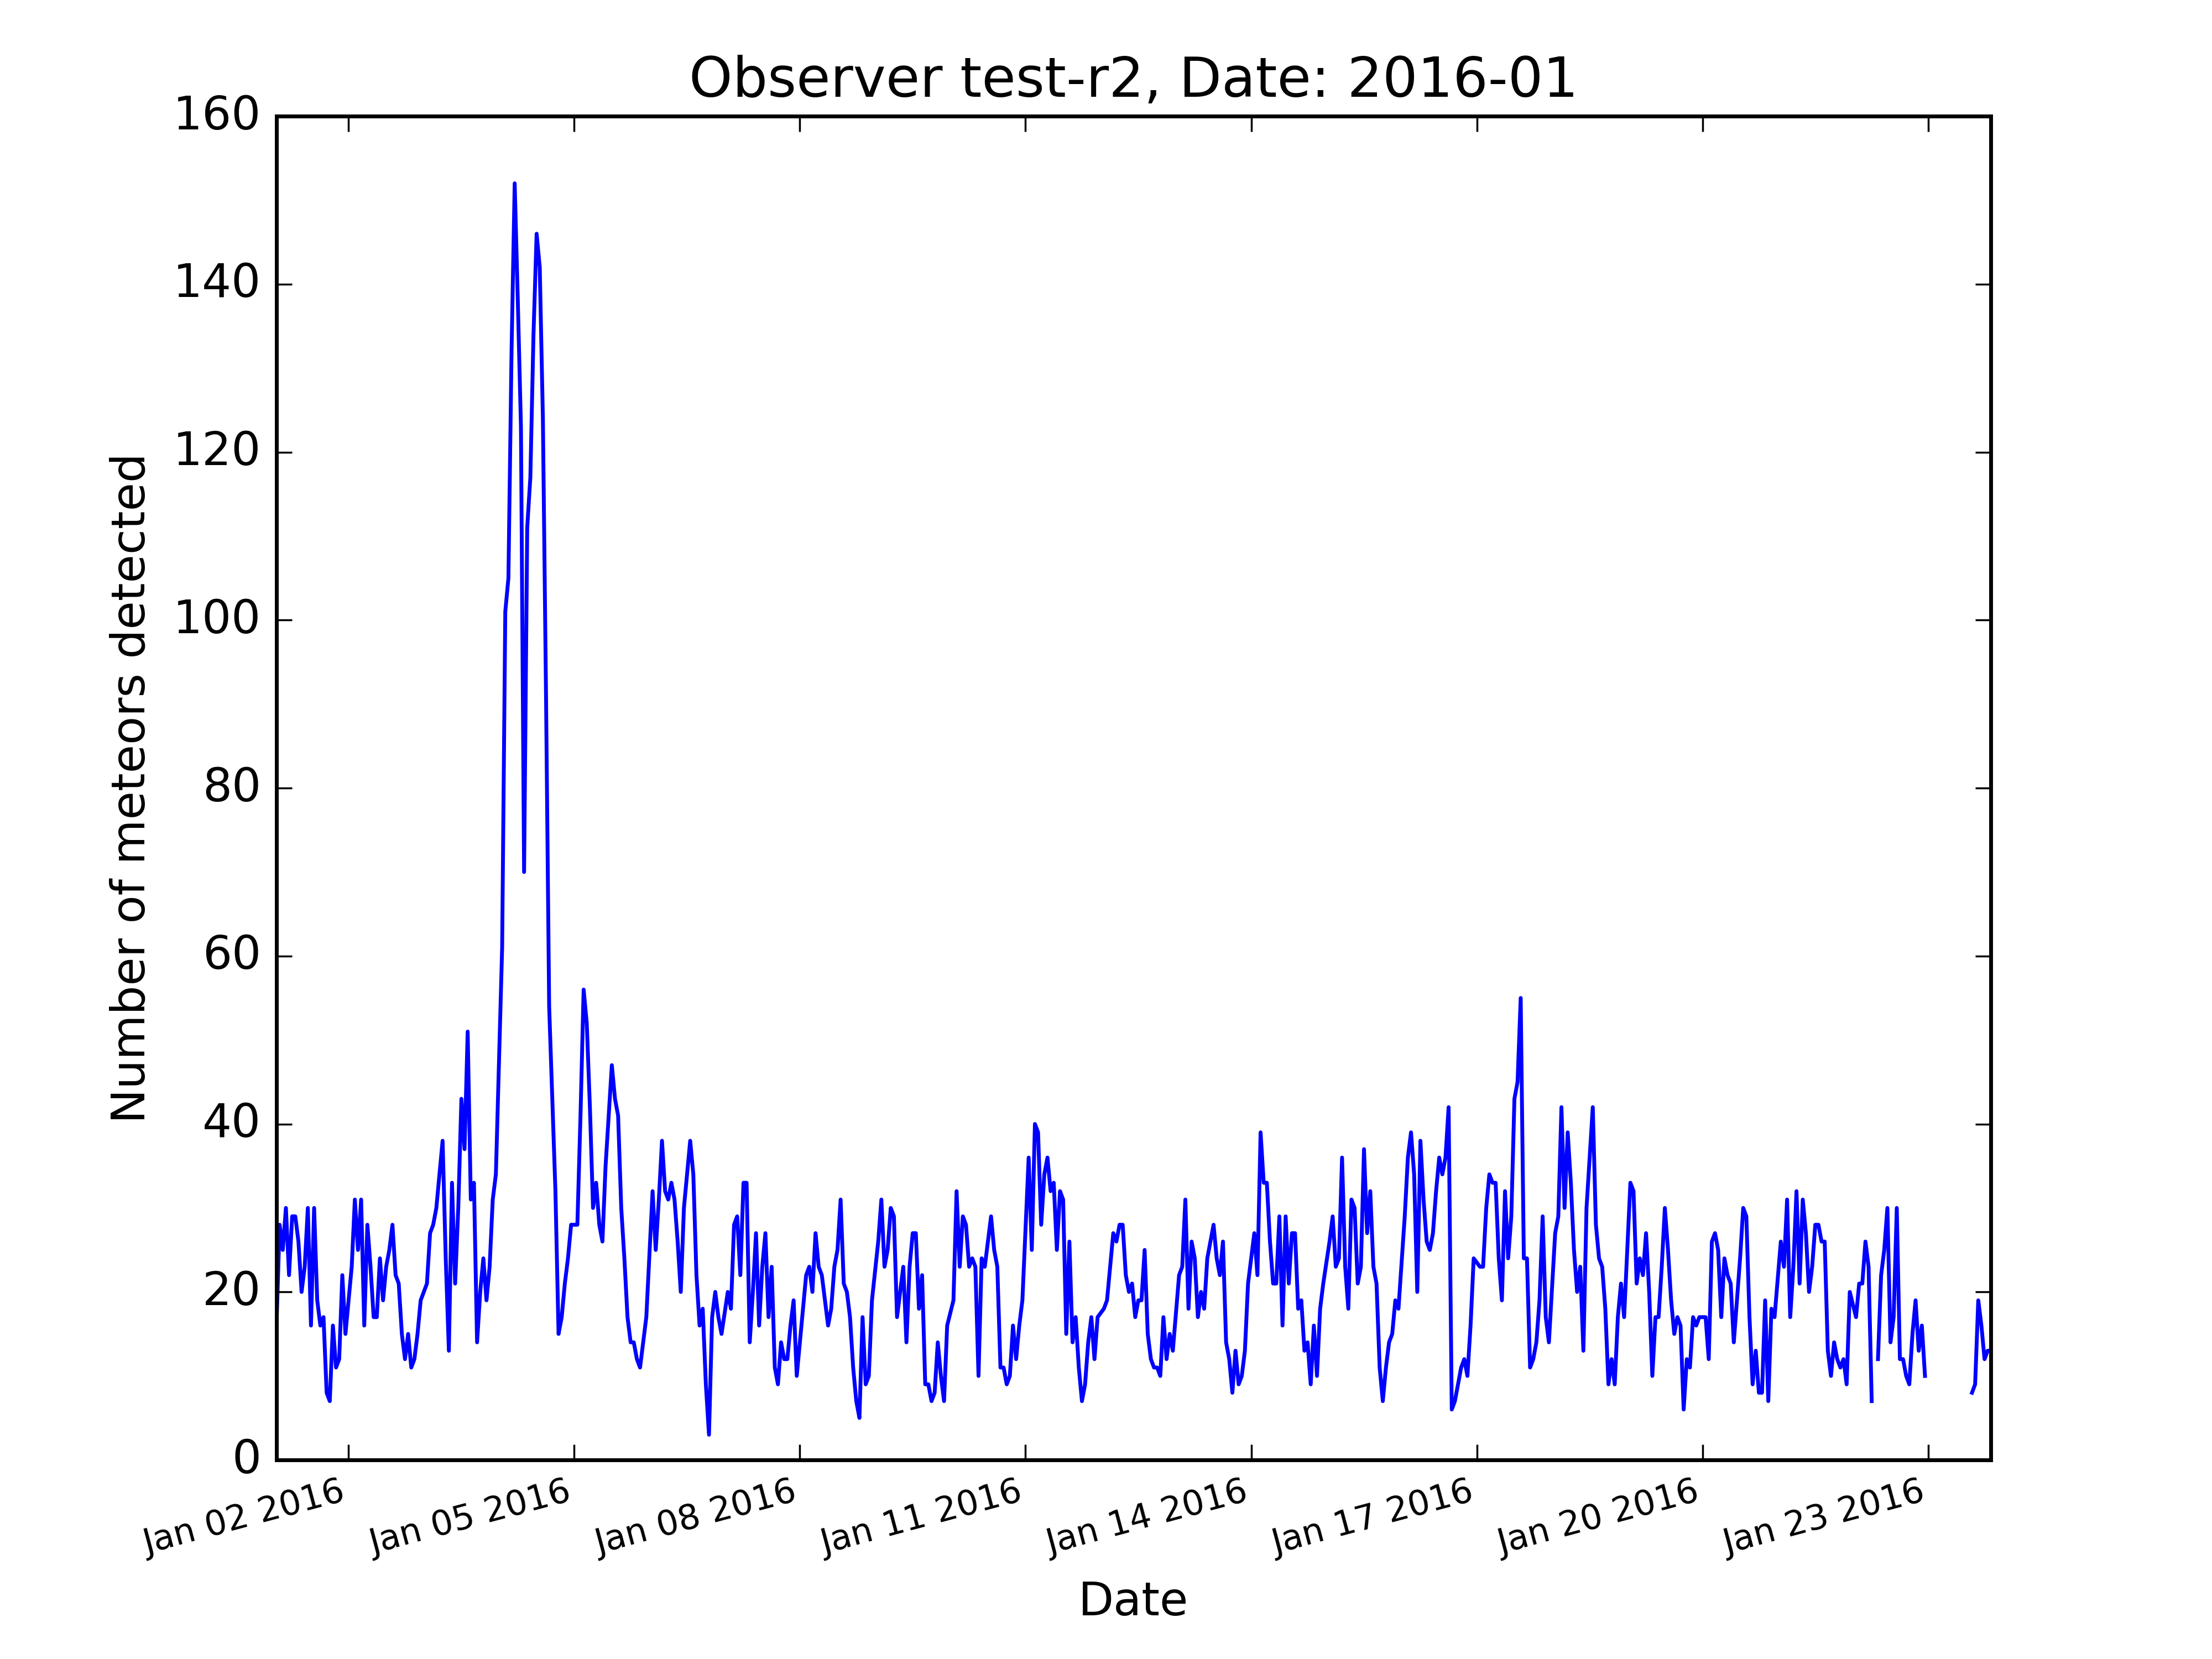 Observer test-r2, Date: 2016-01
160
140
120
100
80
60
40
20
0
Number of meteors detected
Jan 02 2016
Jan 05 2016
Jan 08 2016
Jan 11 2016
Jan 14 2016
Jan 17 2016
Jan 20 2016
Jan 23 2016
Date